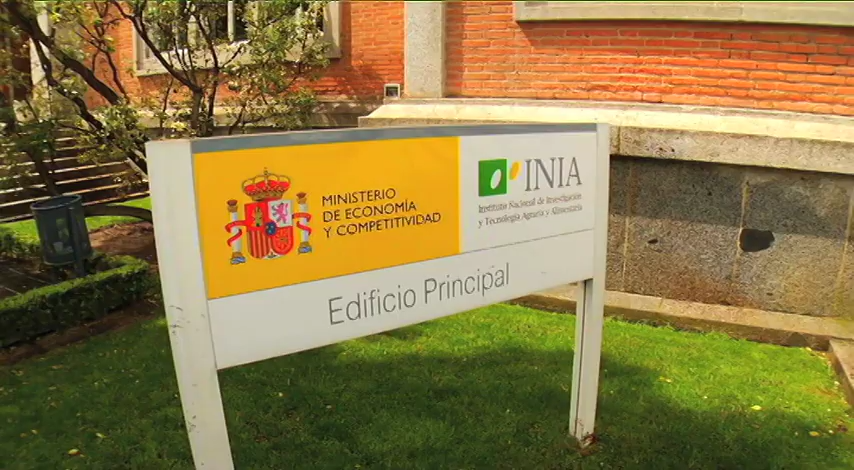 MINISTERIO
DE ECONOMÍA
Y COMPETITIVIDAD
INIA
Instituto Nacional de Investigación
y Tecnología Agraria y Alimentaria
Edificio Principal